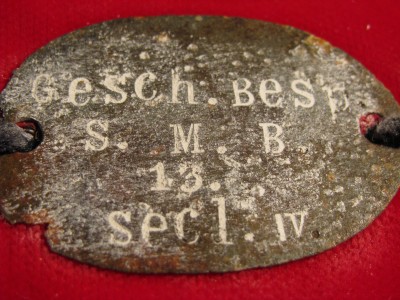 Gesch. Besp
S. M. B.
13.
secl. IV